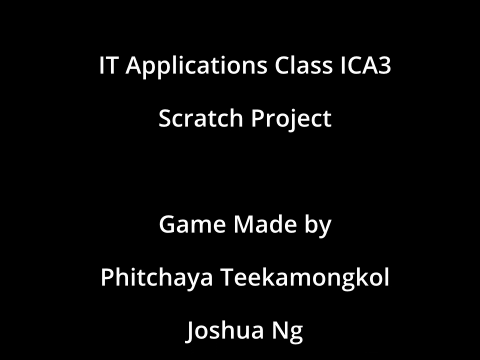 IT Applications Class ICA3
Scratch Project
Game Made by
Phitchaya Teekamongkol
Joshua Ng